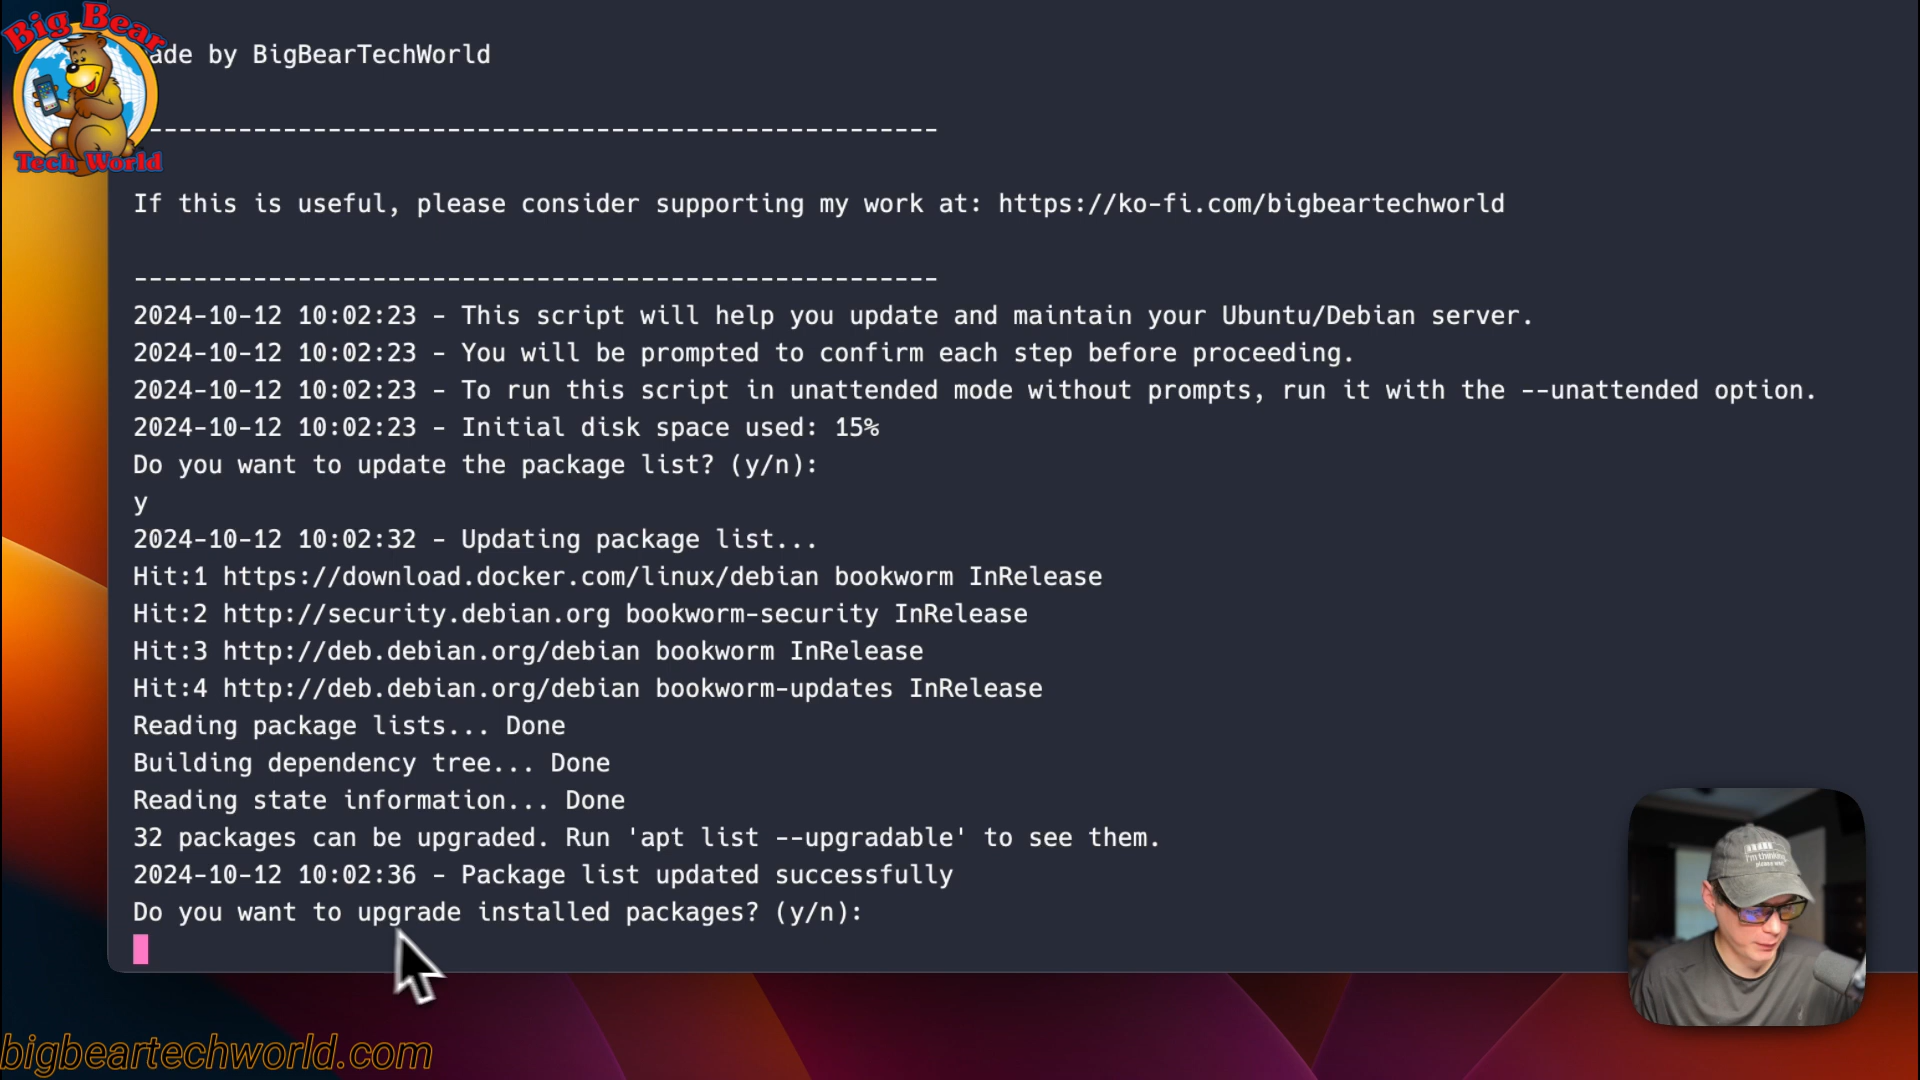 Big Bear
Tech World
ade by BigBearTechWorld
------------------------------------------------------
If this is useful, please consider supporting my work at: https://ko-fi.com/bigbeartechworld
------------------------------------------------------
2024-10-12 10:02:23 - This script will help you update and maintain your Ubuntu/Debian server.
2024-10-12 10:02:23 - You will be prompted to confirm each step before proceeding.
2024-10-12 10:02:23 - To run this script in unattended mode without prompts, run it with the --unattended option.
2024-10-12 10:02:23 - Initial disk space used: 15%
Do you want to update the package list? (y/n):
y
2024-10-12 10:02:32 - Updating package list...
Hit:1 https://download.docker.com/linux/debian bookworm InRelease
Hit:2 http://security.debian.org bookworm-security InRelease
Hit:3 http://deb.debian.org/debian bookworm InRelease
Hit:4 http://deb.debian.org/debian bookworm-updates InRelease
Reading package lists... Done
Building dependency tree... Done
Reading state information... Done
32 packages can be upgraded. Run 'apt list --upgradable' to see them.
2024-10-12 10:02:36 - Package list updated successfully
Do you want to upgrade installed packages? (y/n):
I'm thinking
please wait
bigbeartechworld.com